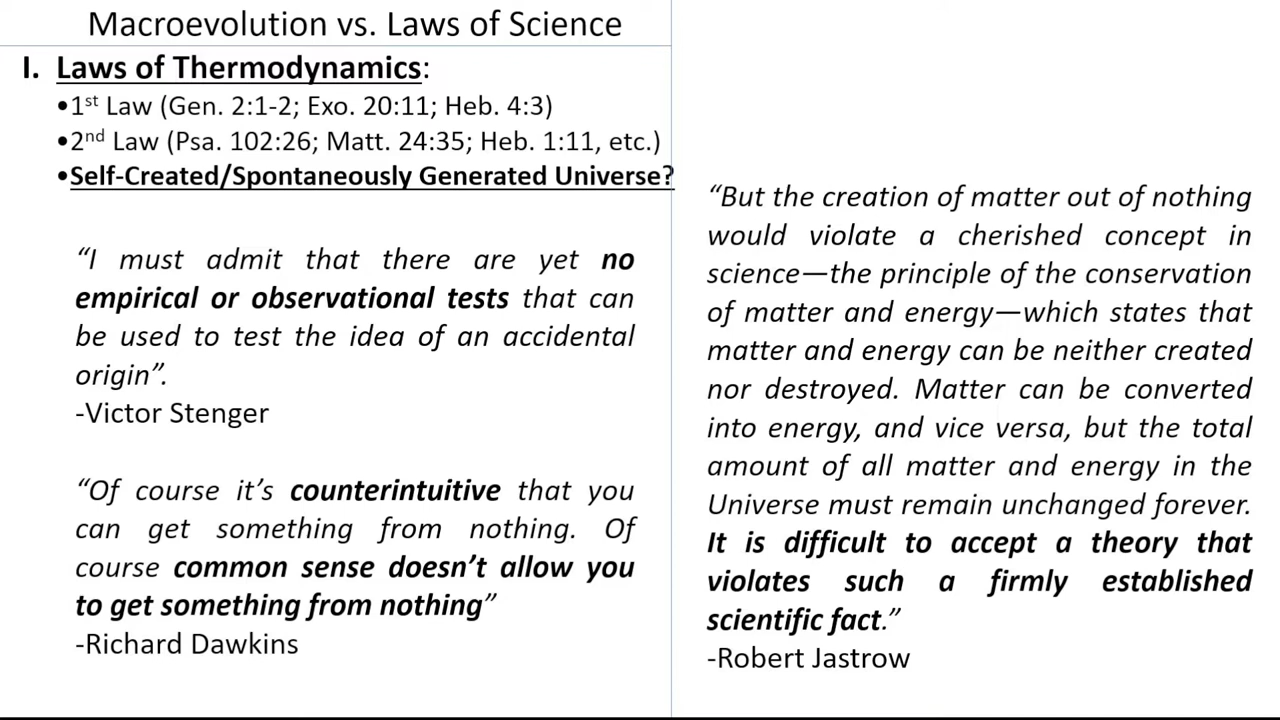 Macroevolution vs. Laws of Science
I. Laws of Thermodynamics:
•1st Law (Gen. 2:1-2; Exo. 20:11; Heb. 4:3)
•2nd Law (Psa. 102:26; Matt. 24:35; Heb. 1:11, etc.)
•Self-Created/Spontaneously Generated Universe?
“I must admit that there are yet no
empirical or observational tests that can
be used to test the idea of an accidental
origin”.
-Victor Stenger
“Of course it’s counterintuitive that you
can get something from nothing. Of
course common sense doesn’t allow you
to get something from nothing”
-Richard Dawkins
“But the creation of matter out of nothing
would violate a cherished concept in
science—the principle of the conservation
of matter and energy—which states that
matter and energy can be neither created
nor destroyed. Matter can be converted
into energy, and vice versa, but the total
amount of all matter and energy in the
Universe must remain unchanged forever.
It is difficult to accept a theory that
violates such a firmly established
scientific fact.”
-Robert Jastrow